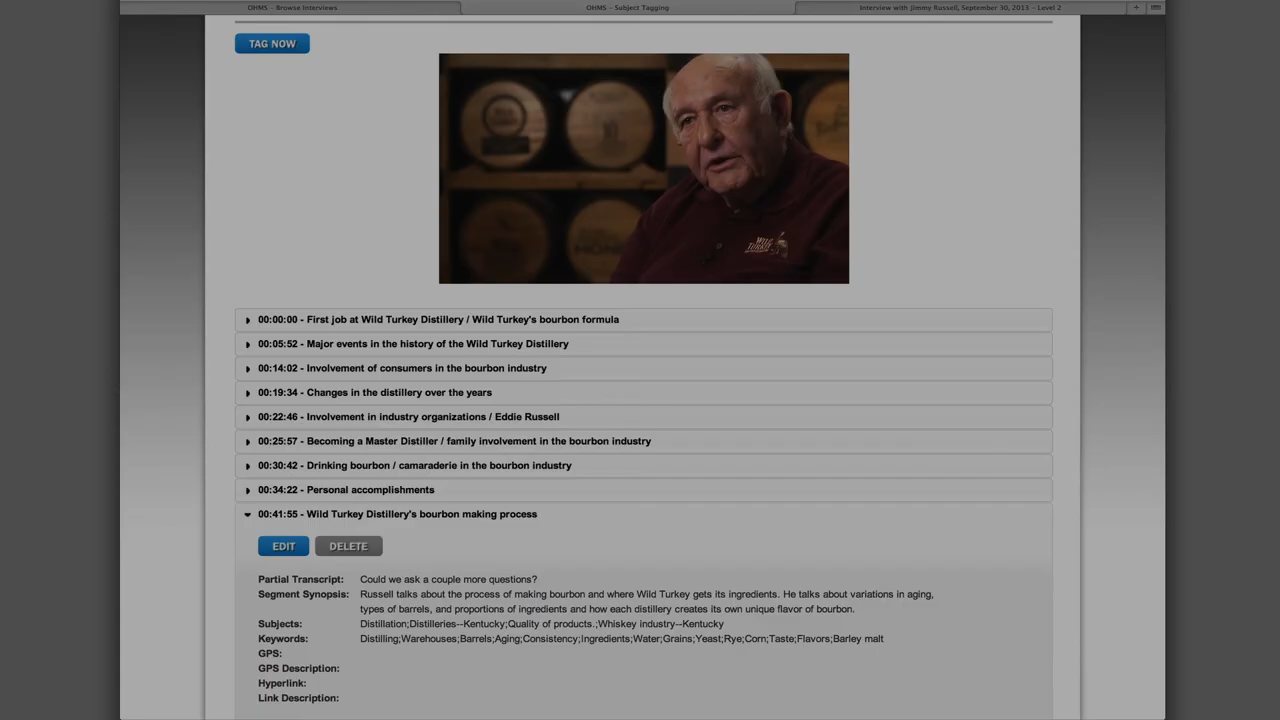 OHMS - Browse Interviews
OHMS - Subject Tagging
Interview with Jimmy Russell, September 30, 2013 – Level 2
+
TAG NOW
WILD TURKEY
00:00:00 - First job at Wild Turkey Distillery / Wild Turkey's bourbon formula
00:05:52 - Major events in the history of the Wild Turkey Distillery
00:14:02 - Involvement of consumers in the bourbon industry
00:19:34 - Changes in the distillery over the years
00:22:46 - Involvement in industry organizations / Eddie Russell
00:25:57 - Becoming a Master Distiller / family involvement in the bourbon industry
00:30:42 - Drinking bourbon / camaraderie in the bourbon industry
00:34:22 - Personal accomplishments
00:41:55 - Wild Turkey Distillery's bourbon making process
EDIT DELETE
Partial Transcript: Could we ask a couple more questions?
Segment Synopsis: Russell talks about the process of making bourbon and where Wild Turkey gets its ingredients. He talks about variations in aging,
types of barrels, and proportions of ingredients and how each distillery creates its own unique flavor of bourbon.
Subjects: Distillation;Distilleries--Kentucky;Quality of products.;Whiskey industry--Kentucky
Keywords: Distilling;Warehouses;Barrels;Aging;Consistency;Ingredients;Water;Grains;Yeast;Rye;Corn;Taste;Flavors;Barley malt
GPS:
GPS Description:
Hyperlink:
Link Description: